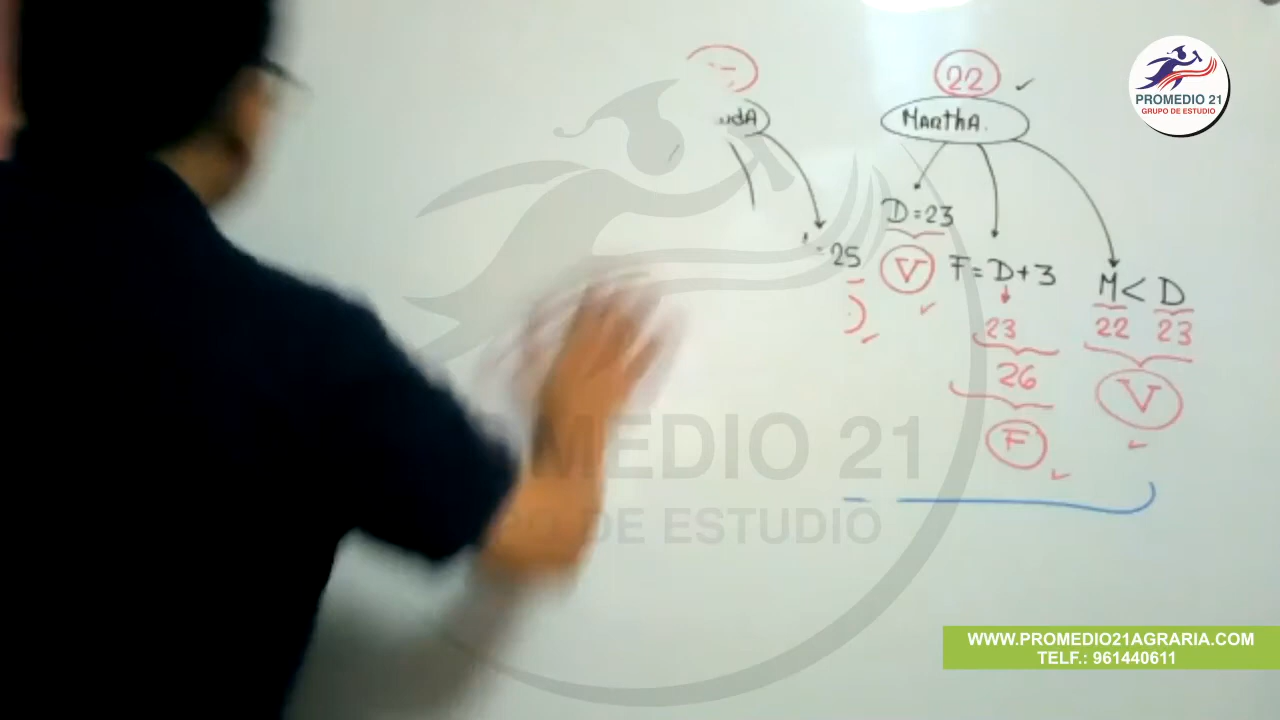 22
Martha.
D=23
V
25
F=D+3
23
26
F
M<D
22 23
V
PROMEDIO 21
GRUPO DE ESTUDIO
MEDIO 21
DE ESTUDIO
WWW.PROMEDIO21AGRARIA.COM
TELF.: 961440611